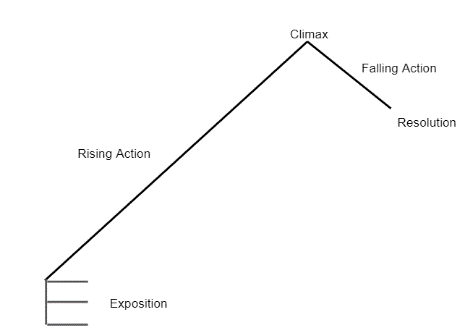 Climax
Falling Action
Resolution
Rising Action
Exposition